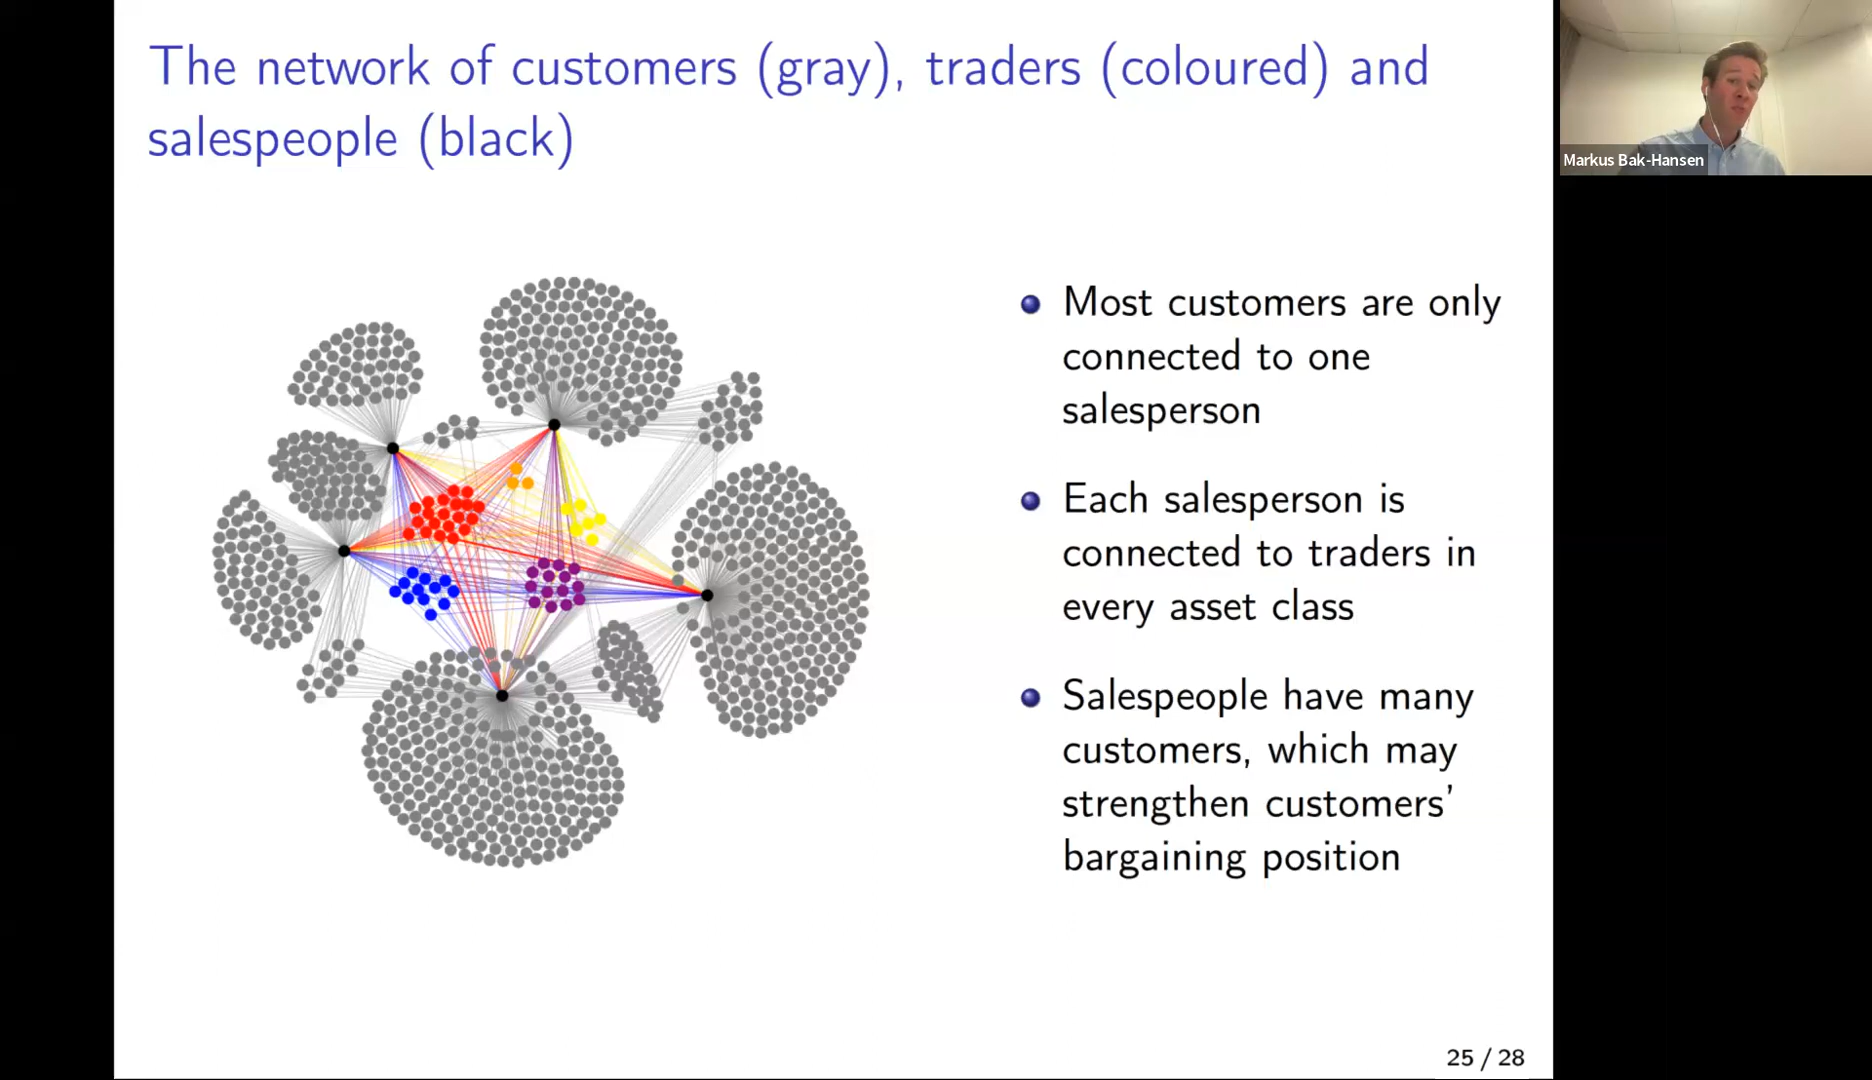 The network of customers (gray), traders (coloured) and
salespeople (black)
Most customers are only
connected to one
salesperson
Each salesperson is
connected to traders in
every asset class
Salespeople have many
customers, which may
strengthen customers'
bargaining position
25 / 28
Markus Bak-Hansen